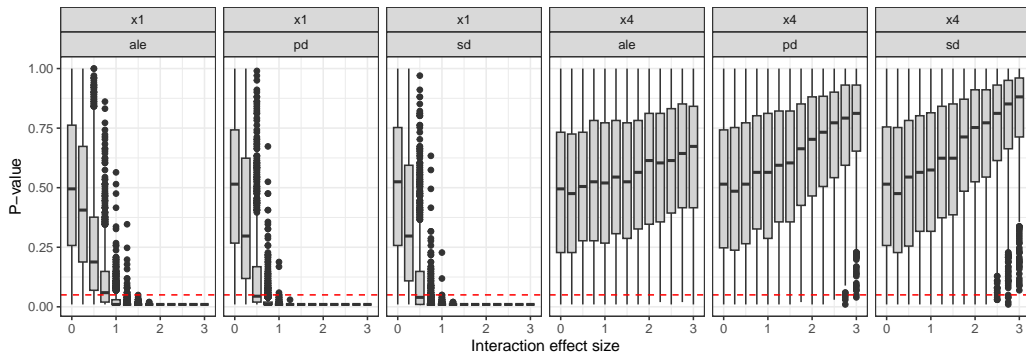 x1 x1 x1 x4 x4 x4
ale pd sd ale pd sd
1.00
0.75
0.50
0.25
0.00
P−value
0 1 2 3 0 1 2 3 0 1 2 3 0 1 2 3 0 1 2 3 0 1 2 3
Interaction effect size